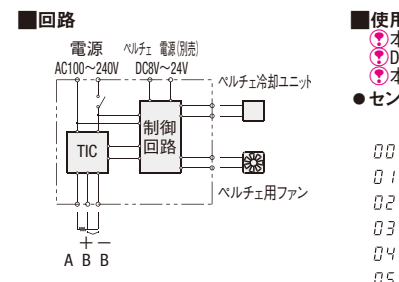 ■回路
電源 ペルチェ 電源(別売)
AC100～240V DC8V～24V
ペルチェ冷却ユニット
制御
回路
TIC
ペルチェ用ファン
＋－
A B B
■使用
本
D
本
●セン
00
01
02
03
04
05